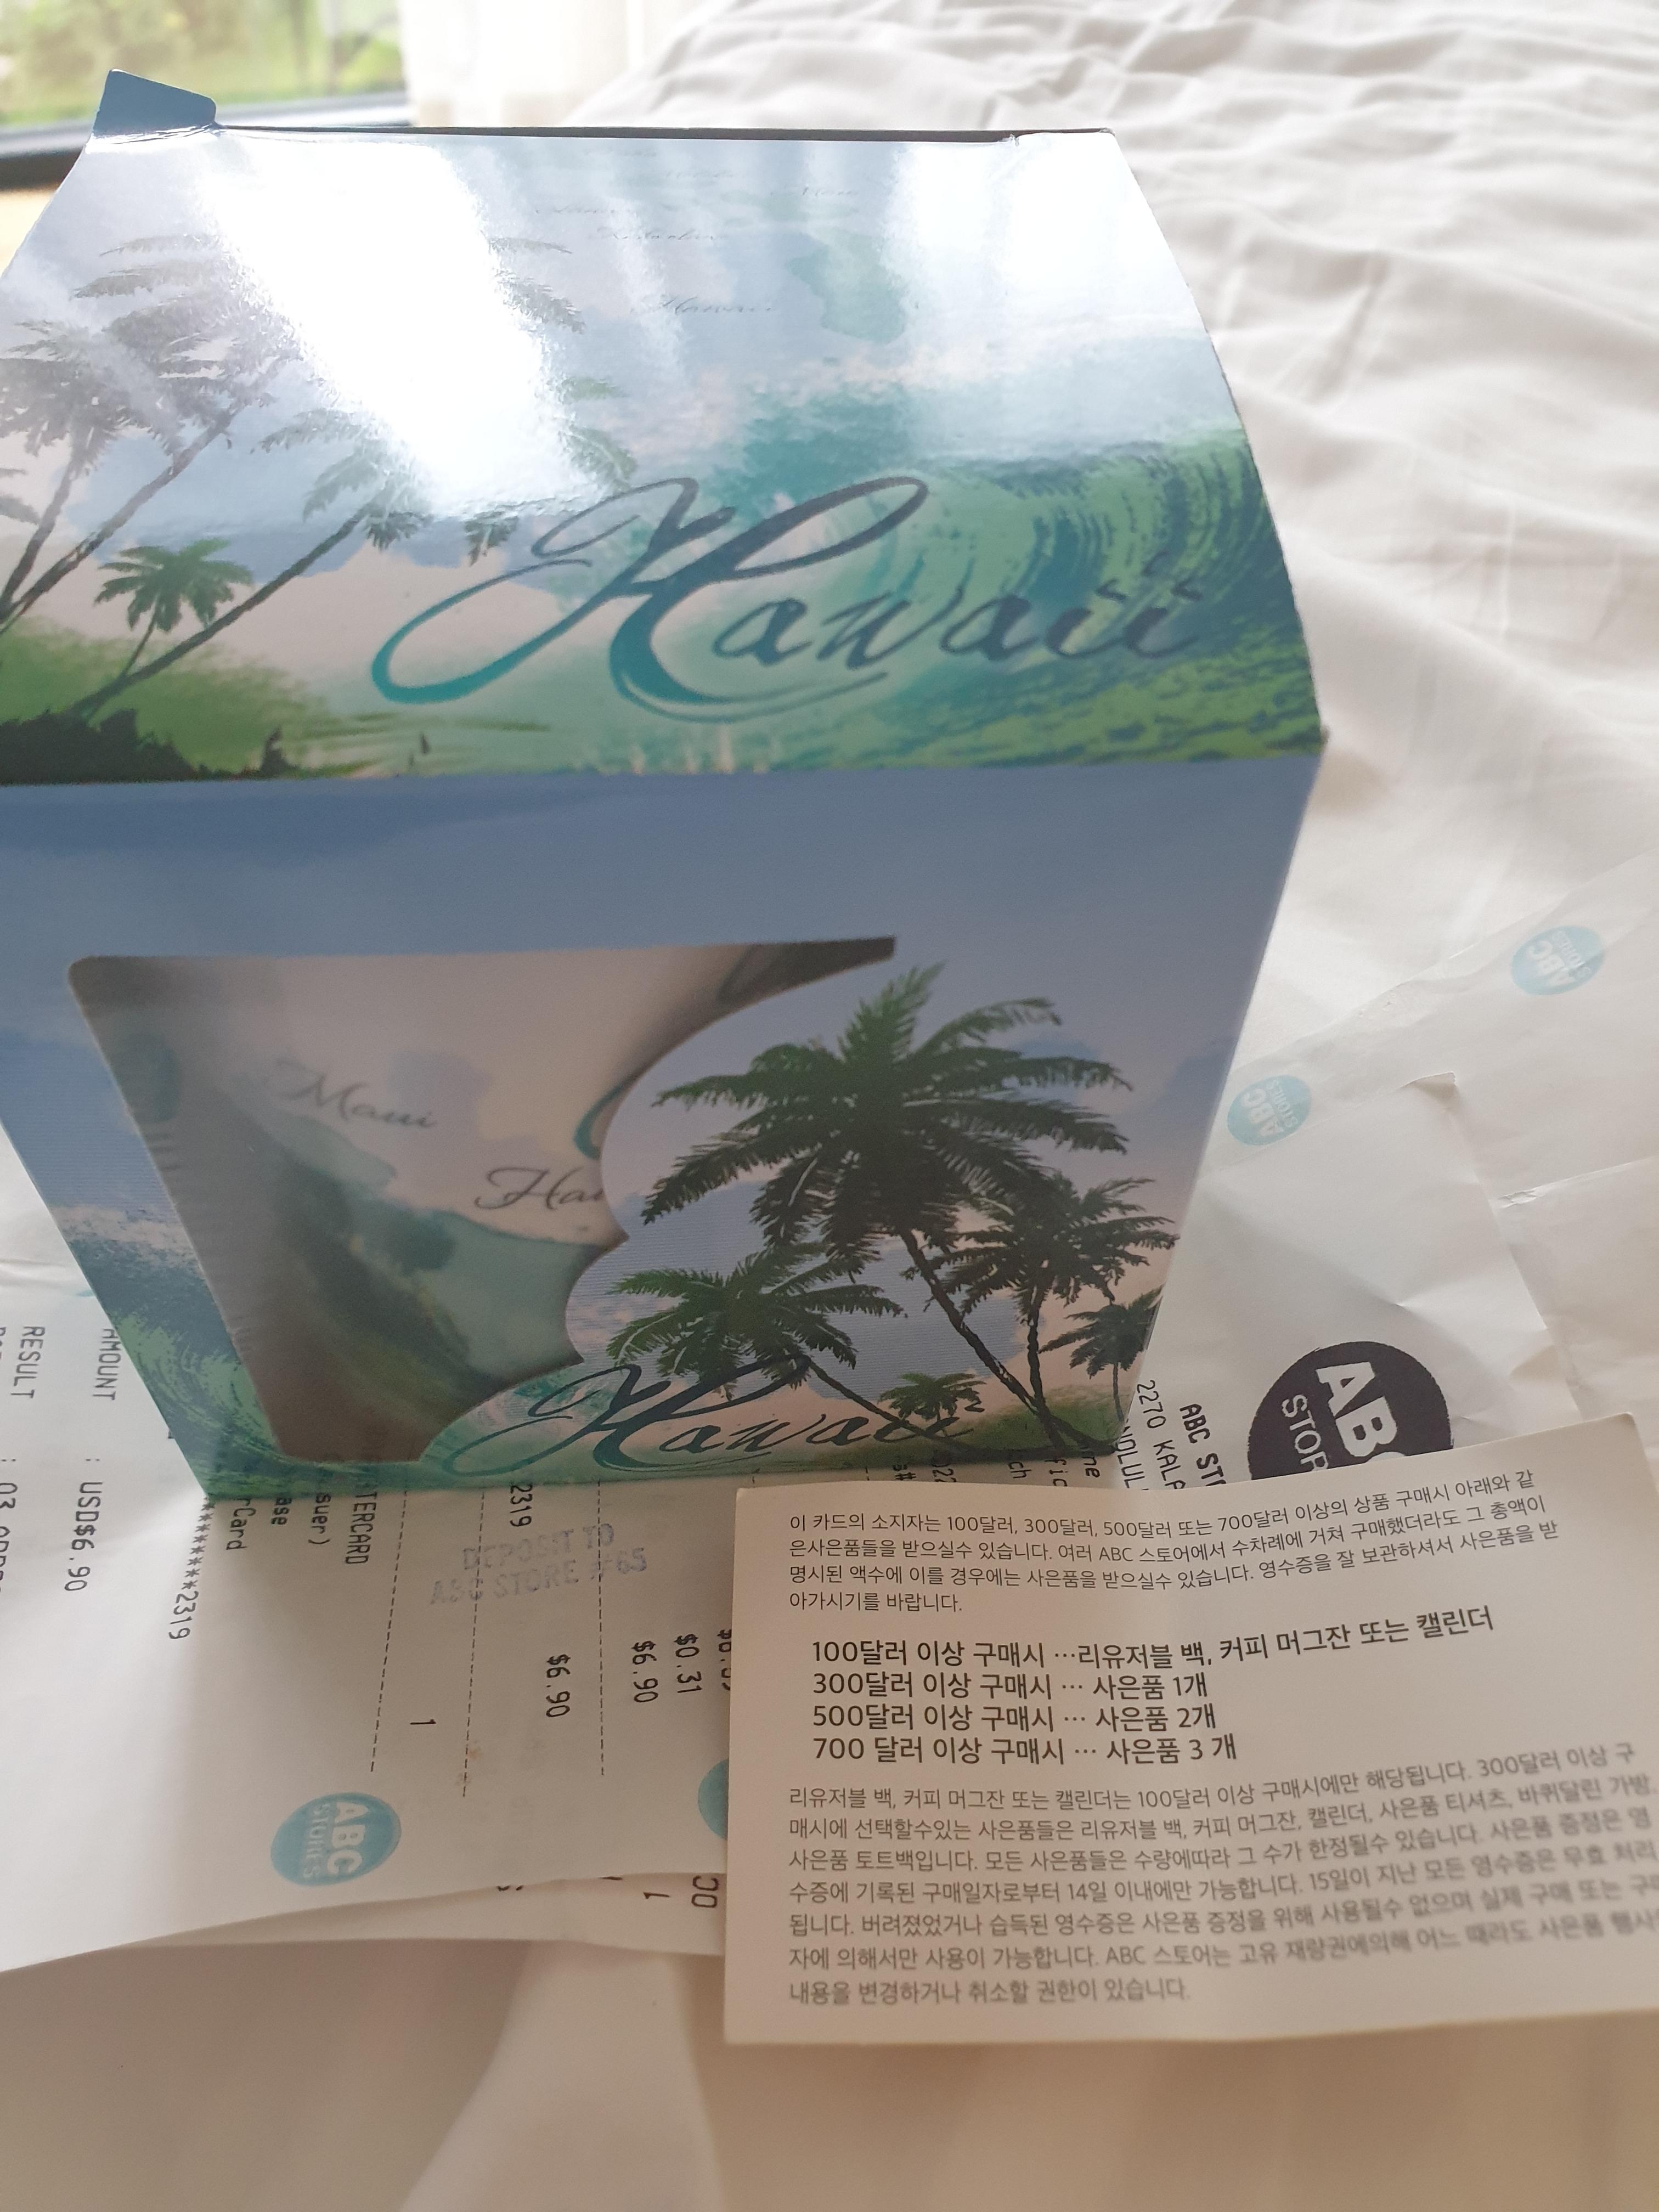 Hawaii
Hawaii
Maui
Hawaii
ABC
STORES
ABC
STORES
ABC
2270
AMOUNT : USD$6.90
RESULT
***********2319
2319
DEPOSIT TO
ABC STORE #65
$0.31
$6.90
$6.90
1
ABC
STORES
이 카드의 소지자는 100달러, 300달러, 500달러 또는 700달러 이상의 상품 구매시 아래와 같
은사은품들을 받으실수 있습니다. 여러 ABC 스토어에서 수차례에 거쳐 구매했더라도 그 총액이
명시된 액수에 이를 경우에는 사은품을 받으실수 있습니다. 영수증을 잘 보관하셔서 사은품을 받
아가시기를 바랍니다.
100달러 이상 구매시 ···리유저블 백, 커피 머그잔 또는 캘린더
300달러 이상 구매시 ··· 사은품 1개
500달러 이상 구매시 ··· 사은품 2개
700 달러 이상 구매시 ··· 사은품 3 개
리유저블 백, 커피 머그잔 또는 캘린더는 100달러 이상 구매시에만 해당됩니다. 300달러 이상 구
매시에 선택할수있는 사은품들은 리유저블 백, 커피 머그잔, 캘린더, 사은품 티셔츠, 바퀴달린 가방,
사은품 토트백입니다. 모든 사은품들은 수량에따라 그 수가 한정될수 있습니다. 사은품 증정은 영
수증에 기록된 구매일자로부터 14일 이내에만 가능합니다. 15일이 지난 모든 영수증은 무효 처리
됩니다. 버려졌었거나 습득된 영수증은 사은품 증정을 위해 사용될수 없으며 실제 구매 또는 구매
자에 의해서만 사용이 가능합니다. ABC 스토어는 고유 재량권에의해 어느 때라도 사은품 행사의
내용을 변경하거나 취소할 권한이 있습니다.